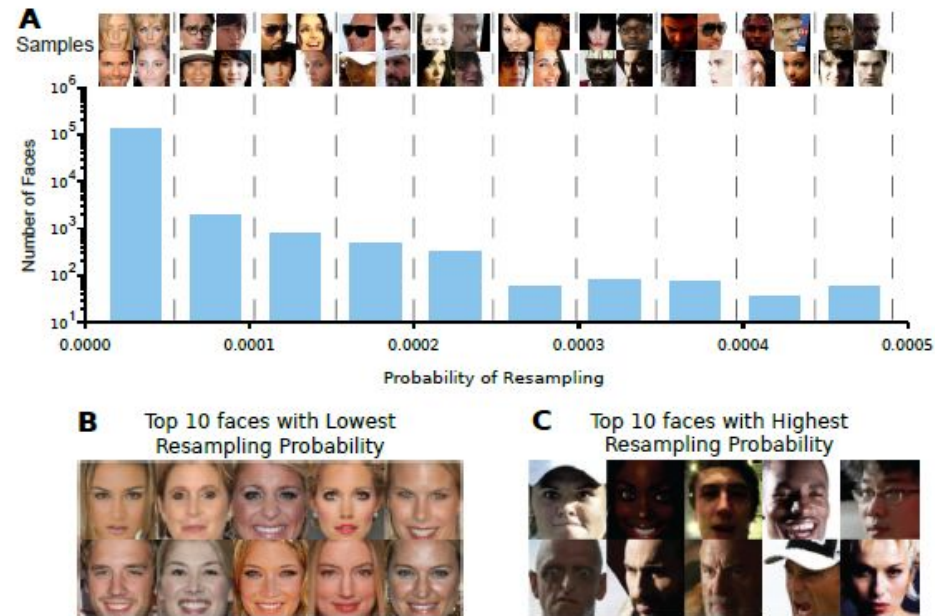 A
Samples
10^6
10^5
10^4
10^3
10^2
10^1
Number of Faces
0.0000 0.0001 0.0002 0.0003 0.0004 0.0005
Probability of Resampling
B Top 10 faces with Lowest
Resampling Probability
C Top 10 faces with Highest
Resampling Probability